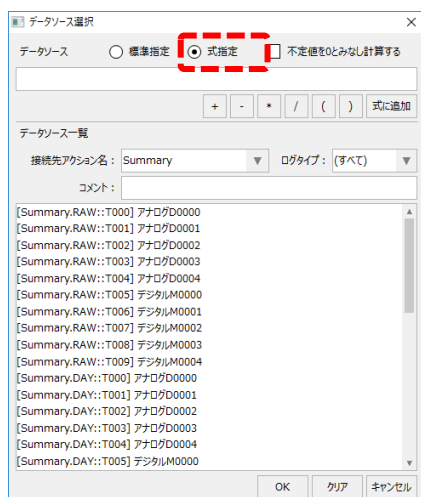 データソース選択
データソース 標準指定 式指定 不定値を0とみなし計算する
+ - * / ( ) 式に追加
データソース一覧
接続先アクション名： Summary ログタイプ： (すべて)
コメント：
[Summary.RAW::T000] アナログD0000
[Summary.RAW::T001] アナログD0001
[Summary.RAW::T002] アナログD0002
[Summary.RAW::T003] アナログD0003
[Summary.RAW::T004] アナログD0004
[Summary.RAW::T005] デジタルM0000
[Summary.RAW::T006] デジタルM0001
[Summary.RAW::T007] デジタルM0002
[Summary.RAW::T008] デジタルM0003
[Summary.RAW::T009] デジタルM0004
[Summary.DAY::T000] アナログD0000
[Summary.DAY::T001] アナログD0001
[Summary.DAY::T002] アナログD0002
[Summary.DAY::T003] アナログD0003
[Summary.DAY::T004] アナログD0004
[Summary.DAY::T005] デジタルM0000
OK クリア キャンセル